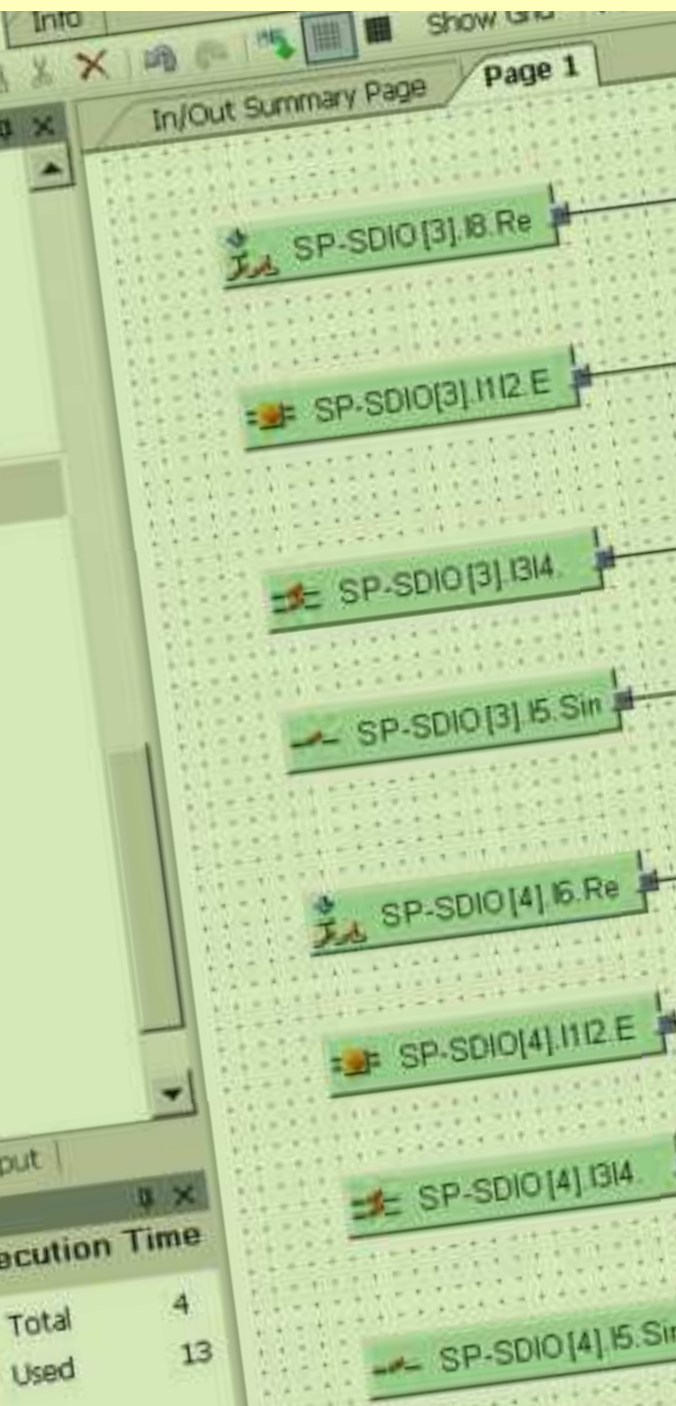 Info
Show Grid
In/Out Summary Page
Page 1
SP-SDIO[3].I8.Re
SP-SDIO[3].I1I2.E
SP-SDIO[3].I3I4.
SP-SDIO[3].I5.Sin
SP-SDIO[4].I6.Re
SP-SDIO[4].I1I2.E
SP-SDIO[4].I3I4
SP-SDIO[4].I5.Sin
put
ecution Time
Total 4
Used 13